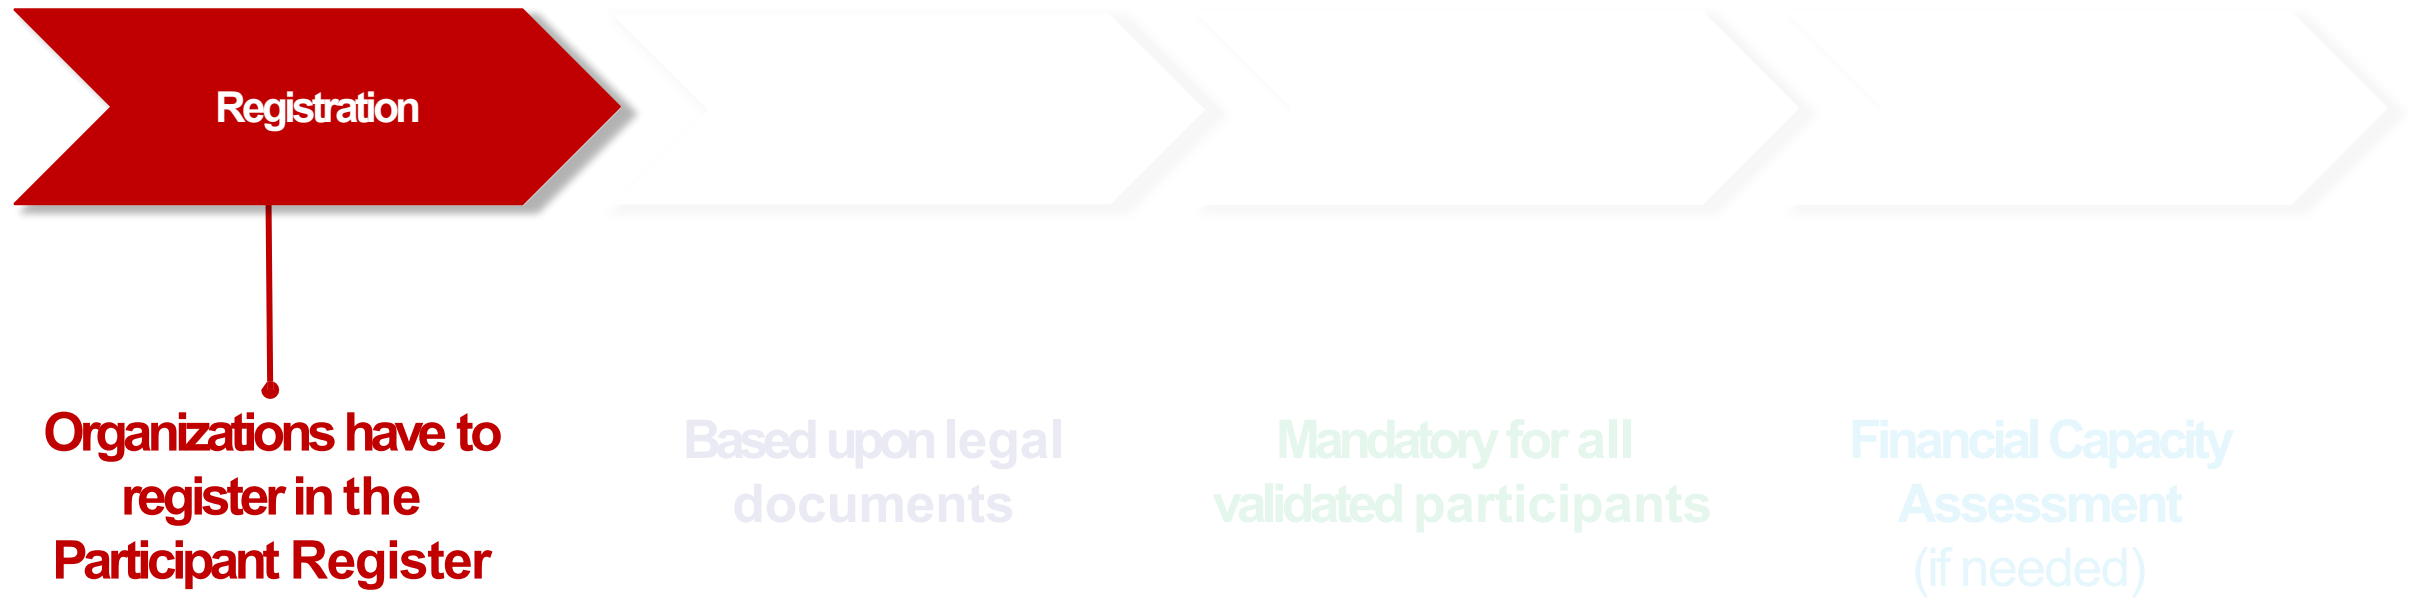 Registration
Organizations have to
register in the
Participant Register
Based upon legal
documents
Mandatory for all
validated participants
Financial Capacity
Assessment
(if needed)